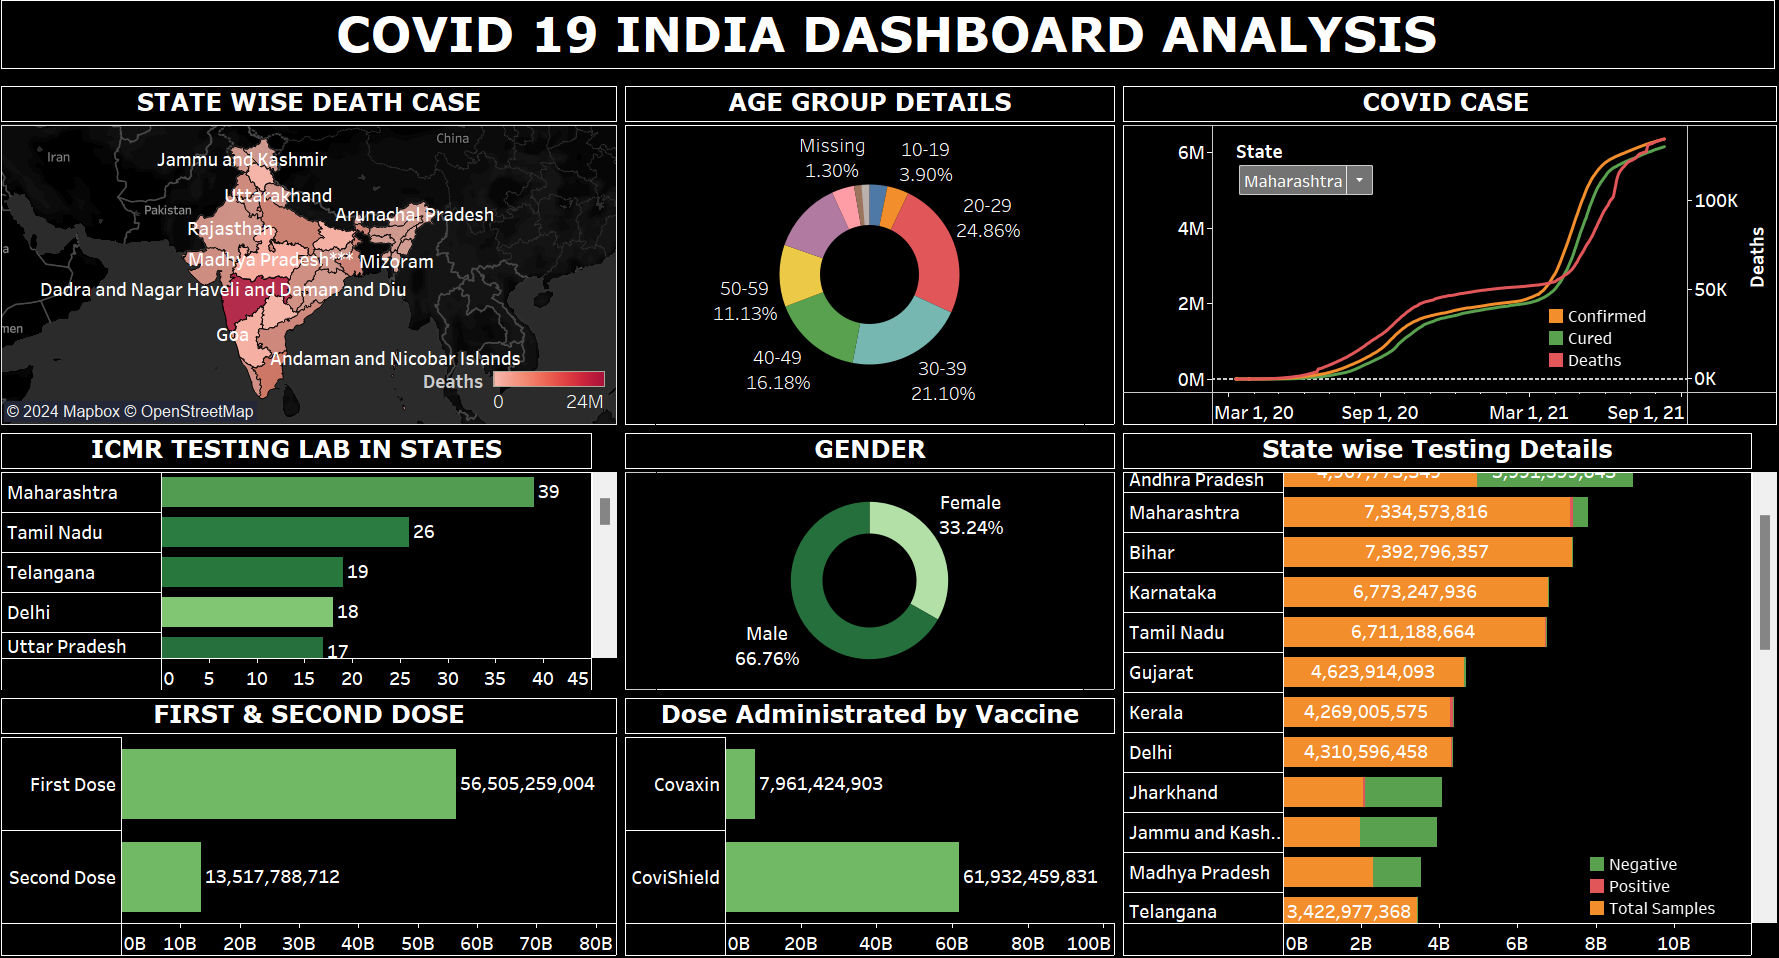 COVID 19 INDIA DASHBOARD ANALYSIS
STATE WISE DEATH CASE
Iran
China
Pakistan
a
men
Jammu and Kashmir
Uttarakhand
Arunachal Pradesh
Rajasthan
Madhya Pradesh***
Mizoram
Dadra and Nagar Haveli and Daman and Diu
Goa
Andaman and Nicobar Islands
Deaths
0
24M
© 2024 Mapbox © OpenStreetMap
AGE GROUP DETAILS
Missing
1.30%
10-19
3.90%
20-29
24.86%
50-59
11.13%
40-49
16.18%
30-39
21.10%
COVID CASE
State
Maharashtra
6M
4M
2M
0M
100K
50K
0K
Deaths
Confirmed
Cured
Deaths
Mar 1, 20
Sep 1, 20
Mar 1, 21
Sep 1, 21
ICMR TESTING LAB IN STATES
Maharashtra
39
Tamil Nadu
26
Telangana
19
Delhi
18
Uttar Pradesh
17
0 5 10 15 20 25 30 35 40 45
GENDER
Female
33.24%
Male
66.76%
State wise Testing Details
Andhra Pradesh
4,967,773,349
3,991,399,843
Maharashtra
7,334,573,816
Bihar
7,392,796,357
Karnataka
6,773,247,936
Tamil Nadu
6,711,188,664
Gujarat
4,623,914,093
Kerala
4,269,005,575
Delhi
4,310,596,458
Jharkhand
Jammu and Kash..
Madhya Pradesh
Telangana
3,422,977,368
Negative
Positive
Total Samples
0B 2B 4B 6B 8B 10B
FIRST & SECOND DOSE
First Dose
56,505,259,004
Second Dose
13,517,788,712
0B 10B 20B 30B 40B 50B 60B 70B 80B
Dose Administrated by Vaccine
Covaxin
7,961,424,903
CoviShield
61,932,459,831
0B 20B 40B 60B 80B 100B